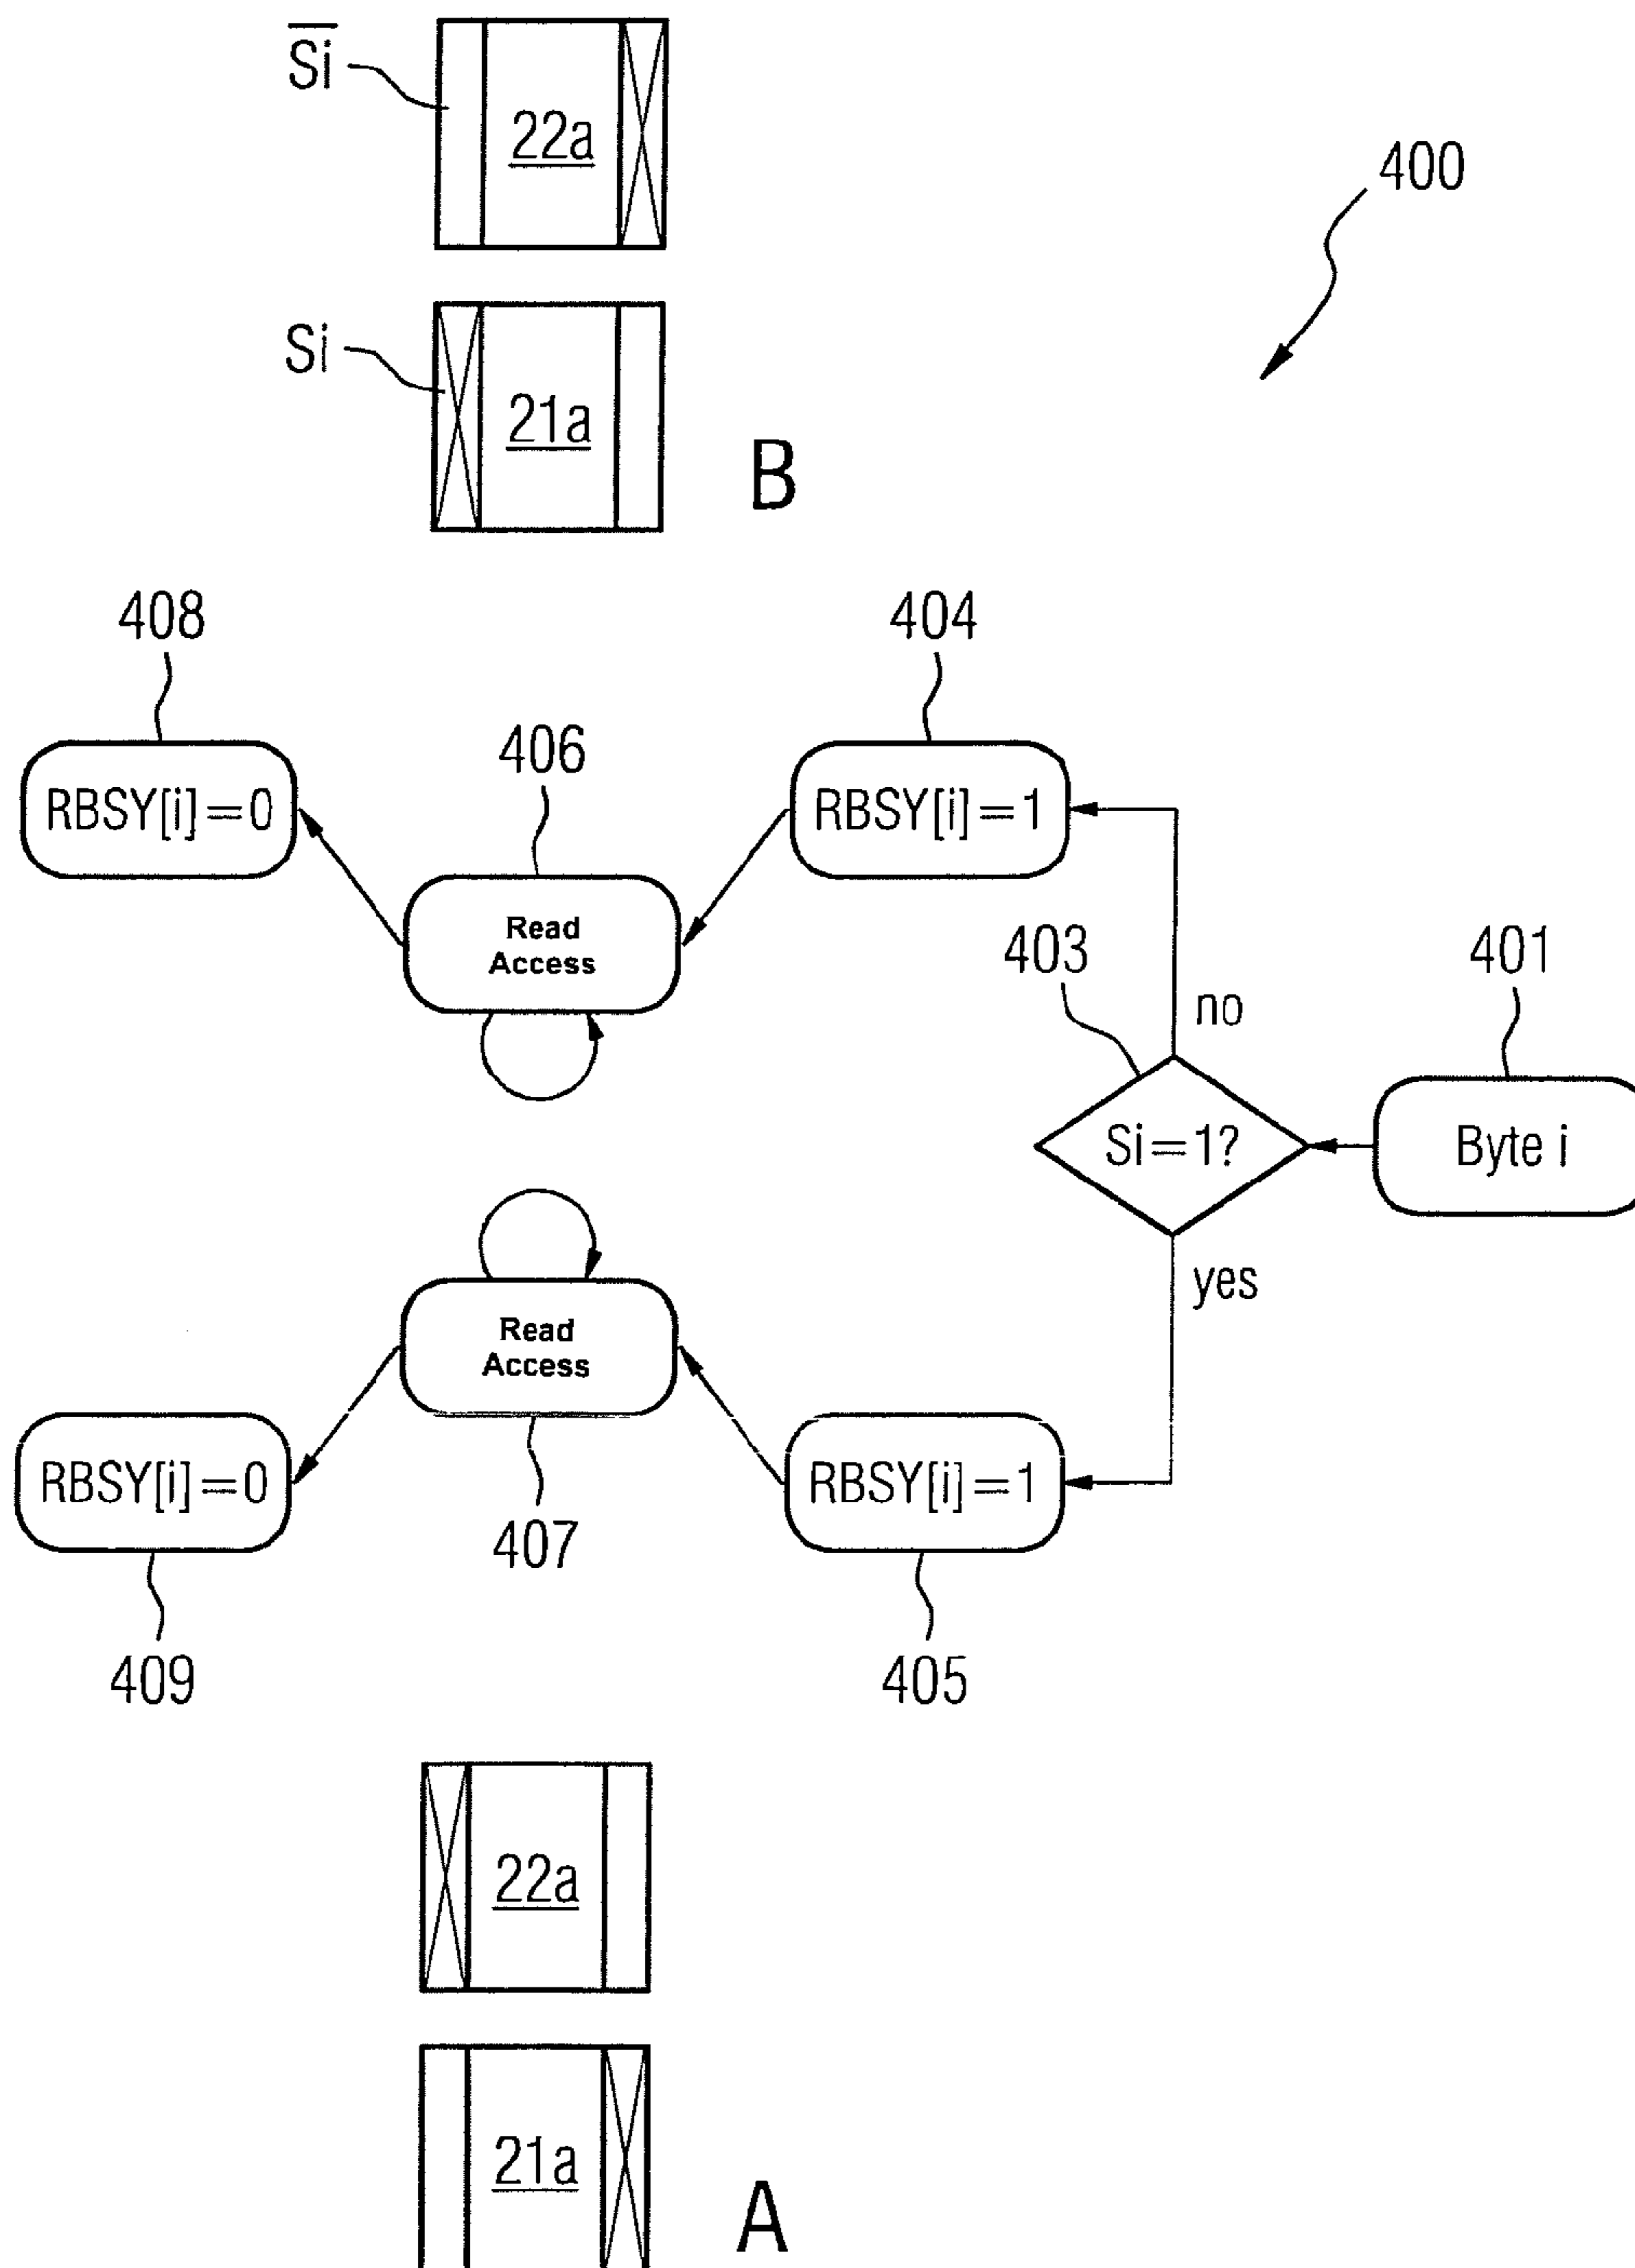 S̅i̅
22a
400
Si
21a
B
408
404
406
RBSY[i]=0
RBSY[i]=1
Read
Access
403
401
no
Si=1?
Byte i
yes
Read
Access
RBSY[i]=0
RBSY[i]=1
407
409
405
22a
21a
A